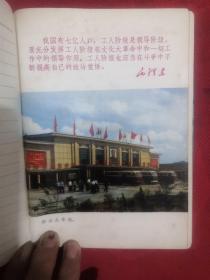 我国有七亿人口，工人阶级是领导阶级。
要充分发挥工人阶级在文化大革命中和一切工
作中的领导作用。工人阶级也应当在斗争中不
断提高自己的政治觉悟。
毛泽东